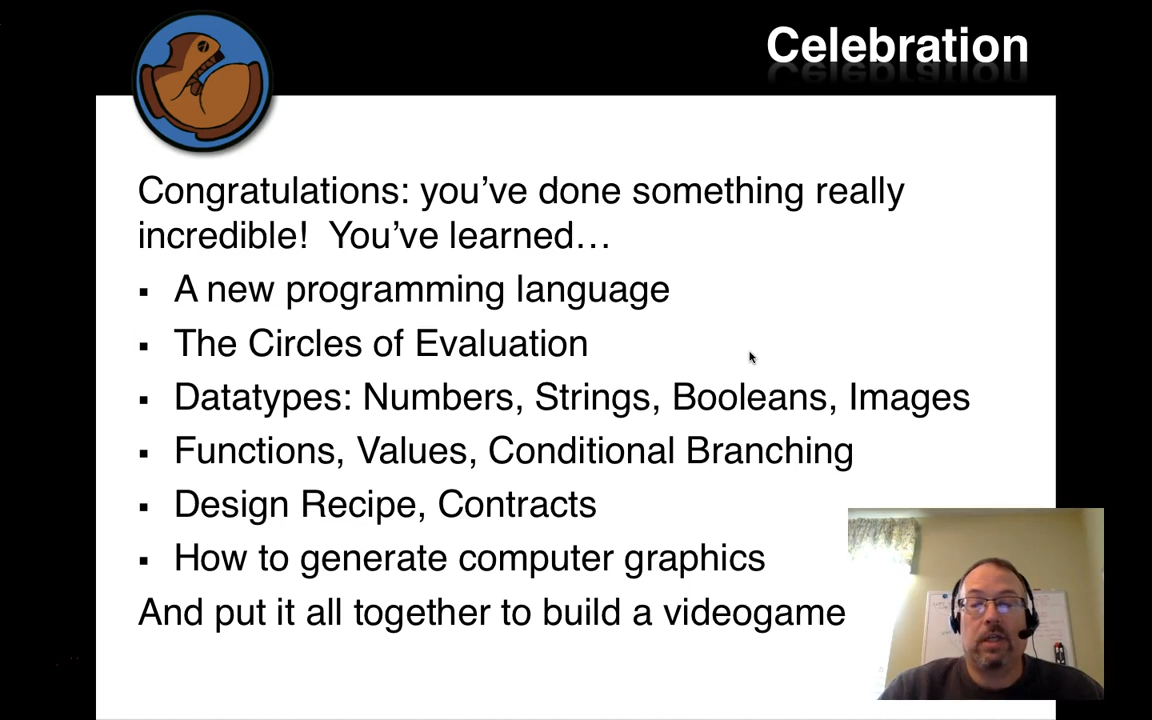 Celebration
Congratulations: you’ve done something really
incredible!  You’ve learned…
▪ A new programming language
▪ The Circles of Evaluation
▪ Datatypes: Numbers, Strings, Booleans, Images
▪ Functions, Values, Conditional Branching
▪ Design Recipe, Contracts
▪ How to generate computer graphics
And put it all together to build a videogame